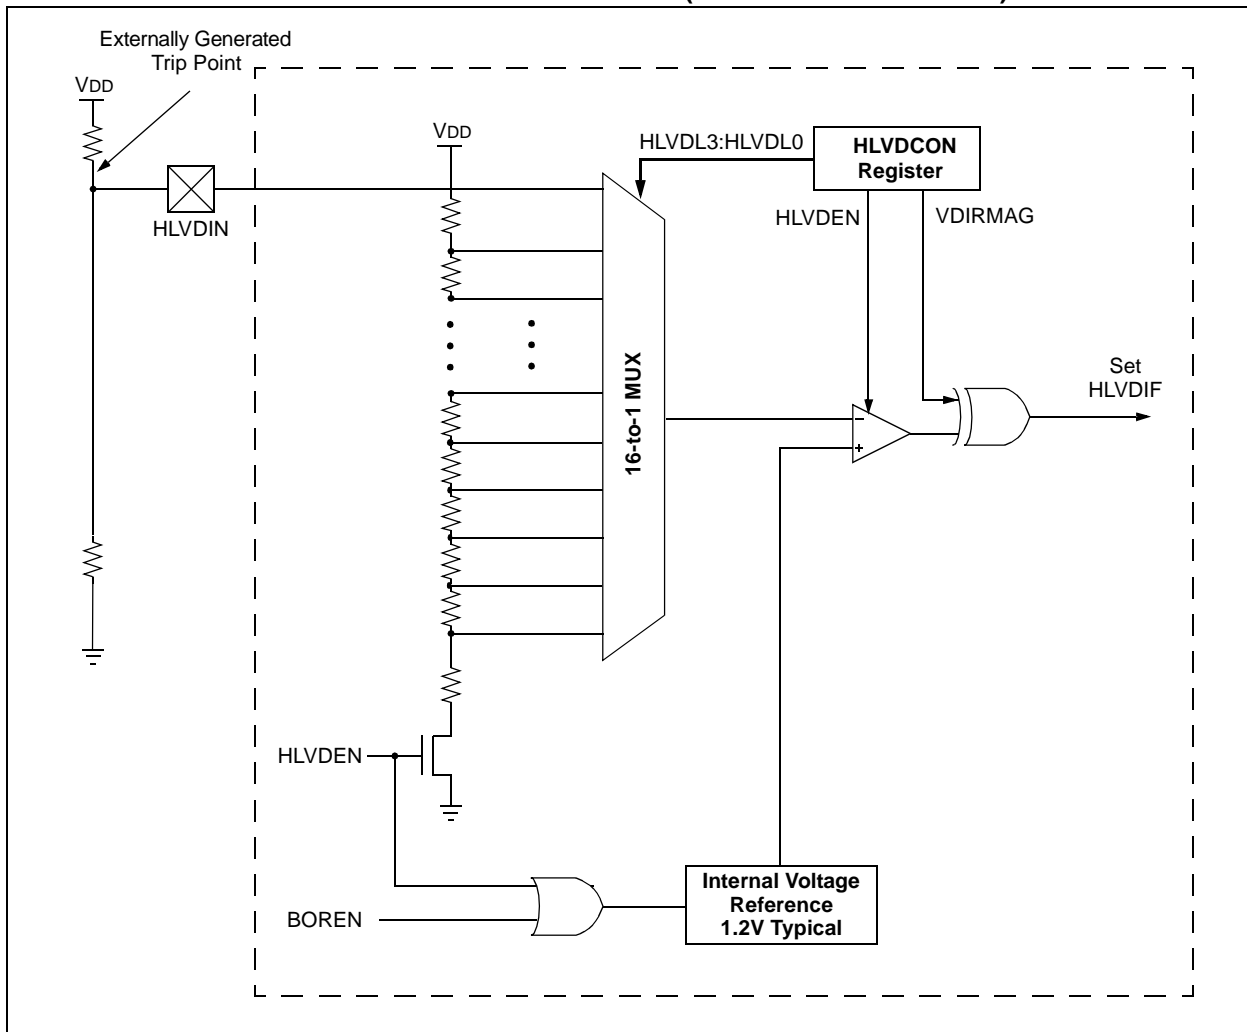 Externally Generated
Trip Point
VDD
VDD
HLVDL3:HLVDL0
HLVDCON
Register
HLVDIN
HLVDEN
VDIRMAG
16-to-1 MUX
Set
HLVDIF
–
+
HLVDEN
BOREN
Internal Voltage
Reference
1.2V Typical